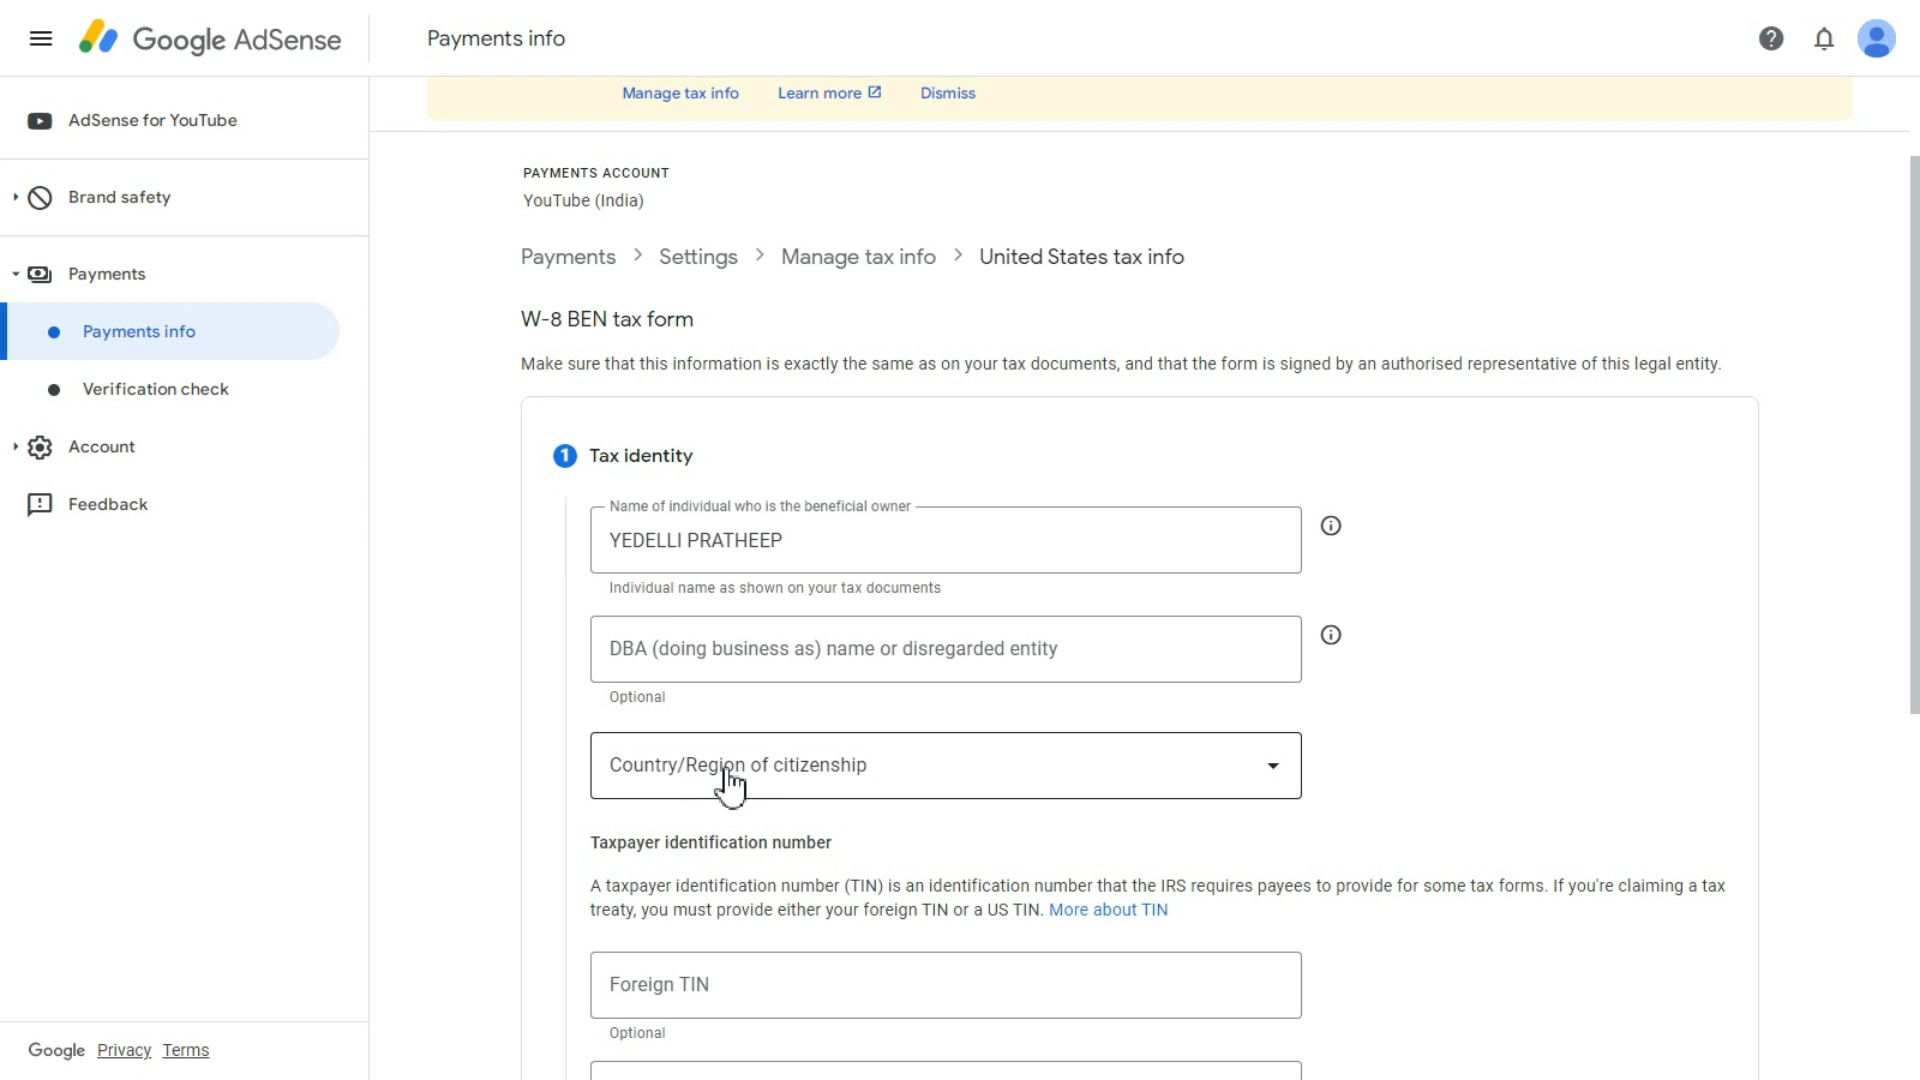 Google AdSense
Payments info
Manage tax info
Learn more
Dismiss
AdSense for YouTube
Brand safety
Payments
Payments info
Verification check
Account
Feedback
PAYMENTS ACCOUNT
YouTube (India)
Payments > Settings > Manage tax info > United States tax info
W-8 BEN tax form
Make sure that this information is exactly the same as on your tax documents, and that the form is signed by an authorised representative of this legal entity.
1 Tax identity
Name of individual who is the beneficial owner
YEDELLI PRATHEEP
Individual name as shown on your tax documents
DBA (doing business as) name or disregarded entity
Optional
Country/Region of citizenship
Taxpayer identification number
A taxpayer identification number (TIN) is an identification number that the IRS requires payees to provide for some tax forms. If you're claiming a tax
treaty, you must provide either your foreign TIN or a US TIN. More about TIN
Foreign TIN
Optional
Google Privacy Terms